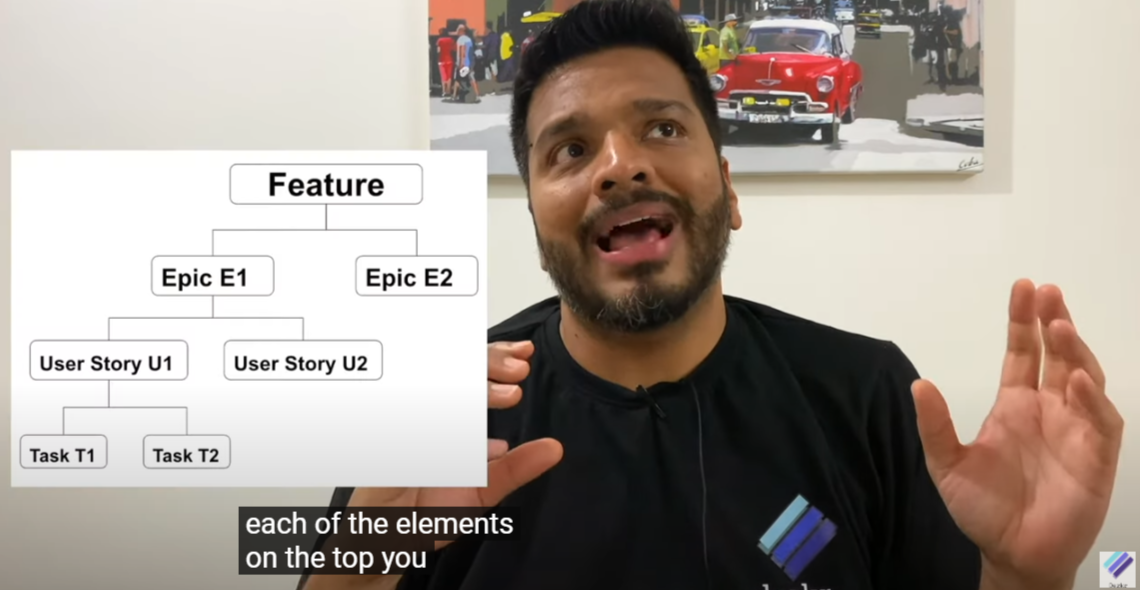 Feature
Epic E1
Epic E2
User Story U1
User Story U2
Task T1
Task T2
each of the elements
on the top you
Cuba